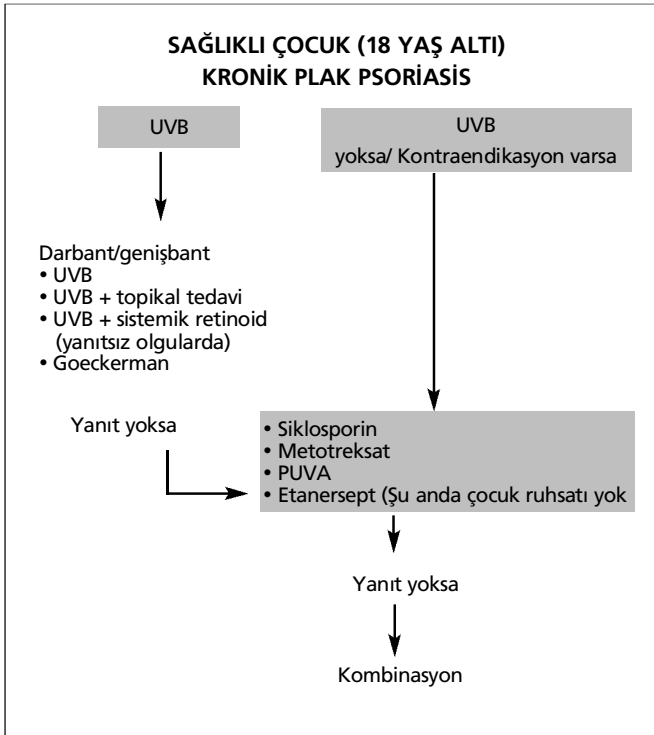 SAĞLIKLI ÇOCUK (18 YAŞ ALTI)
KRONİK PLAK PSORIASIS
UVB
UVB
yoksa/ Kontraendikasyon varsa
Darbant/genişbant
• UVB
• UVB + topikal tedavi
• UVB + sistemik retinoid
(yanıtsız olgularda)
• Goeckerman
Yanıt yoksa
• Siklosporin
• Metotreksat
• PUVA
• Etanersept (Şu anda çocuk ruhsatı yok
Yanıt yoksa
Kombinasyon